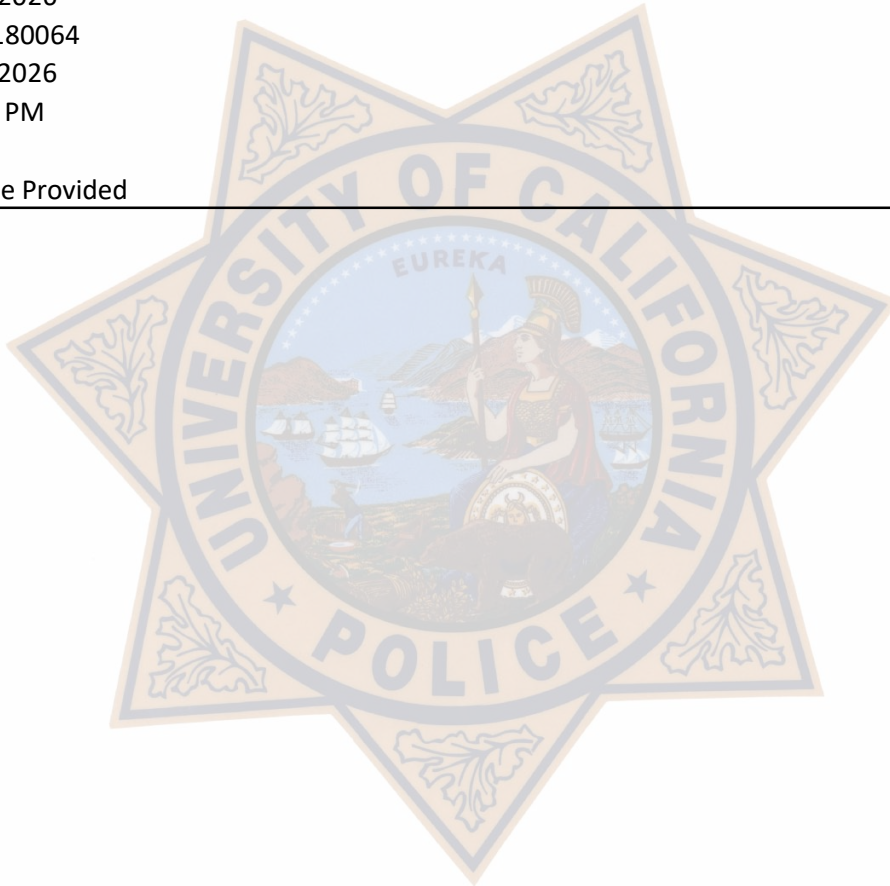 180064
2026
PM
e Provided
EUREKA
UNIVERSITY OF CALIFORNIA
★ POLICE ★